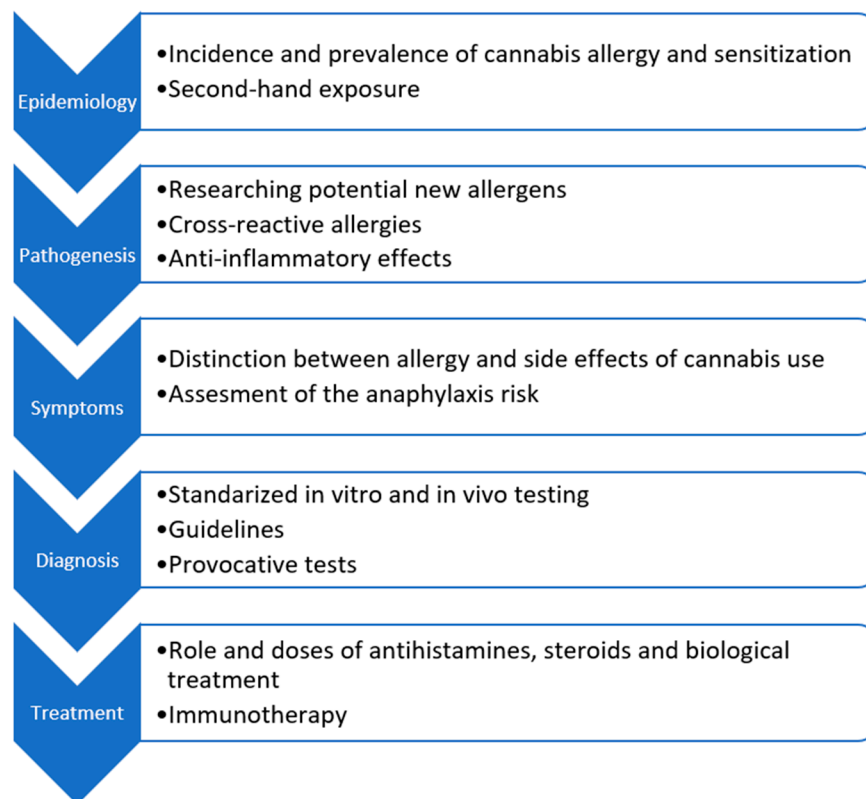 Epidemiology
•Incidence and prevalence of cannabis allergy and sensitization
•Second-hand exposure
Pathogenesis
•Researching potential new allergens
•Cross-reactive allergies
•Anti-inflammatory effects
Symptoms
•Distinction between allergy and side effects of cannabis use
•Assesment of the anaphylaxis risk
Diagnosis
•Standarized in vitro and in vivo testing
•Guidelines
•Provocative tests
Treatment
•Role and doses of antihistamines, steroids and biological
treatment
•Immunotherapy